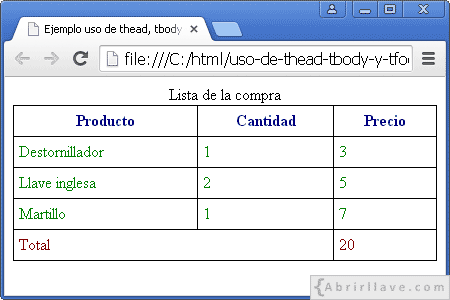 Ejemplo uso de thead, tbody
file:///C:/html/uso-de-thead-tbody-y-tfo
Lista de la compra
Producto Cantidad Precio
Destornillador 1 3
Llave inglesa 2 5
Martillo 1 7
Total 20
{Abrirllave.com